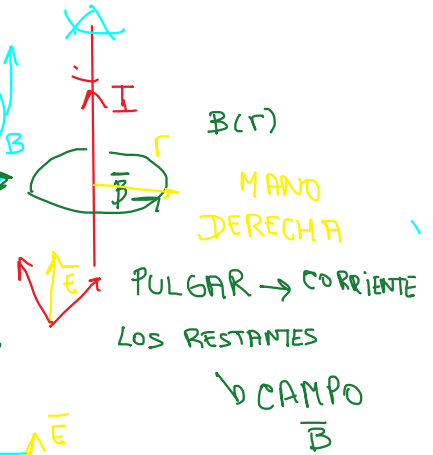 I
B(r)
B
r
B̅
MANO
DERECHA
E̅
PULGAR → CORRIENTE
LOS RESTANTES
↳ CAMPO
B̅
E̅